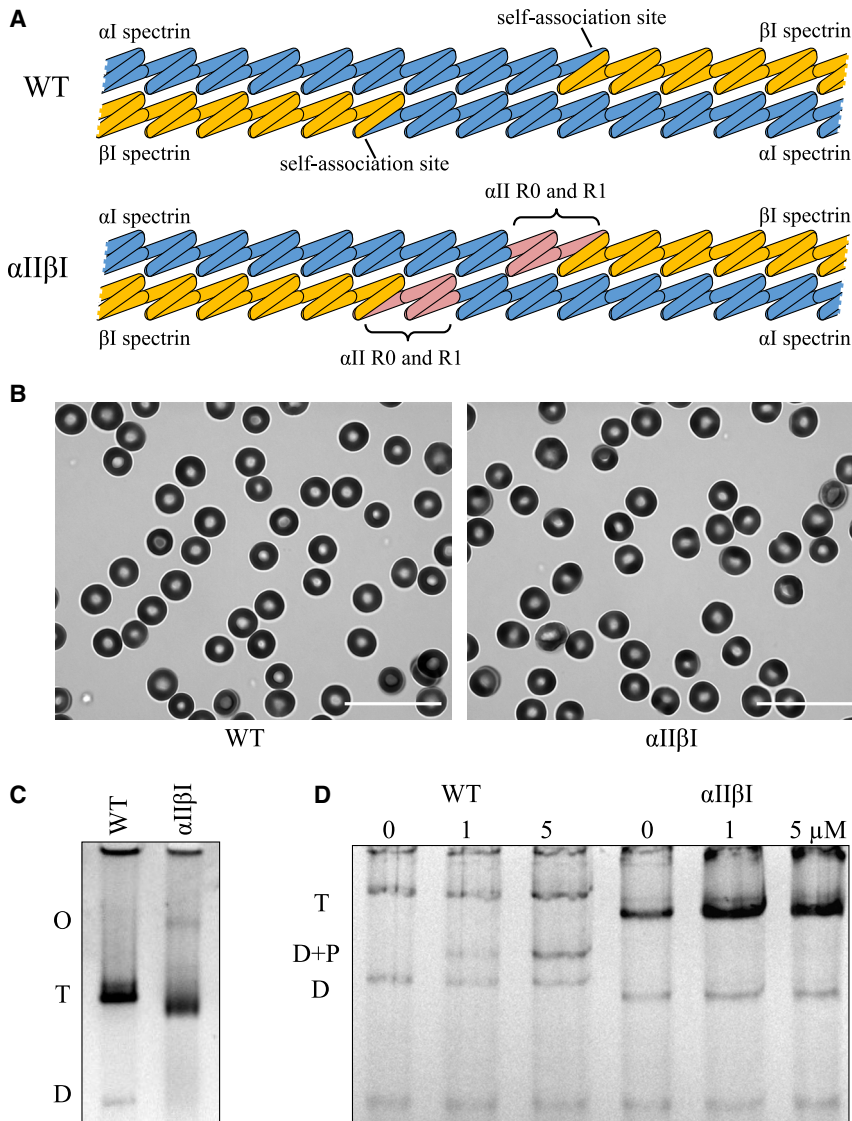 A
self-association site
αI spectrin
βI spectrin
WT
βI spectrin
αI spectrin
self-association site
αII R0 and R1
αI spectrin
βI spectrin
αIIβI
βI spectrin
αI spectrin
αII R0 and R1
B
WT
αIIβI
C
WT
αIIβI
O
T
D
D
WT
αIIβI
0 1 5 0 1 5 µM
T
D+P
D